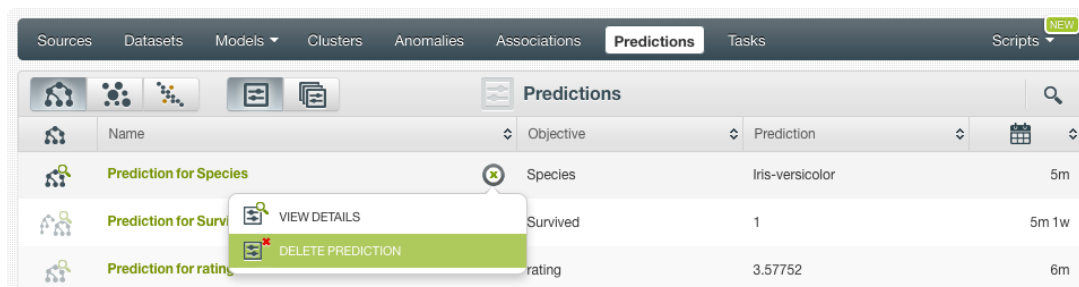 NEW
Sources Datasets Models Clusters Anomalies Associations Predictions Tasks Scripts
Predictions
Name Objective Prediction
Prediction for Species Species Iris-versicolor 5m
VIEW DETAILS
Prediction for Survi Survived 1 5m 1w
DELETE PREDICTION
Prediction for rating rating 3.57752 6m